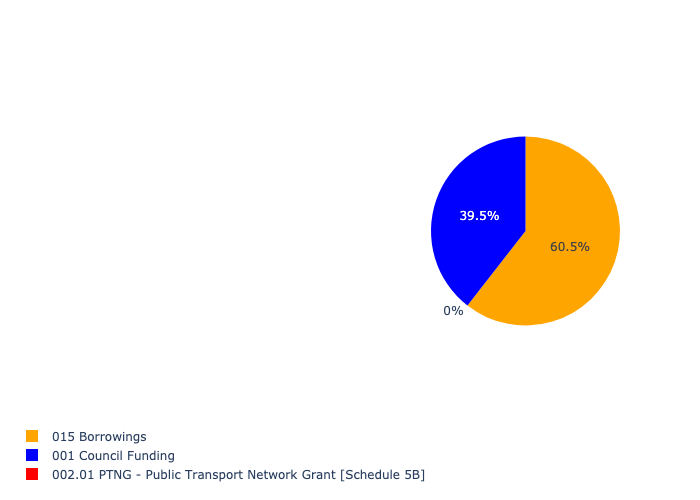 39.5%
60.5%
0%
015 Borrowings
001 Council Funding
002.01 PTNG - Public Transport Network Grant [Schedule 5B]